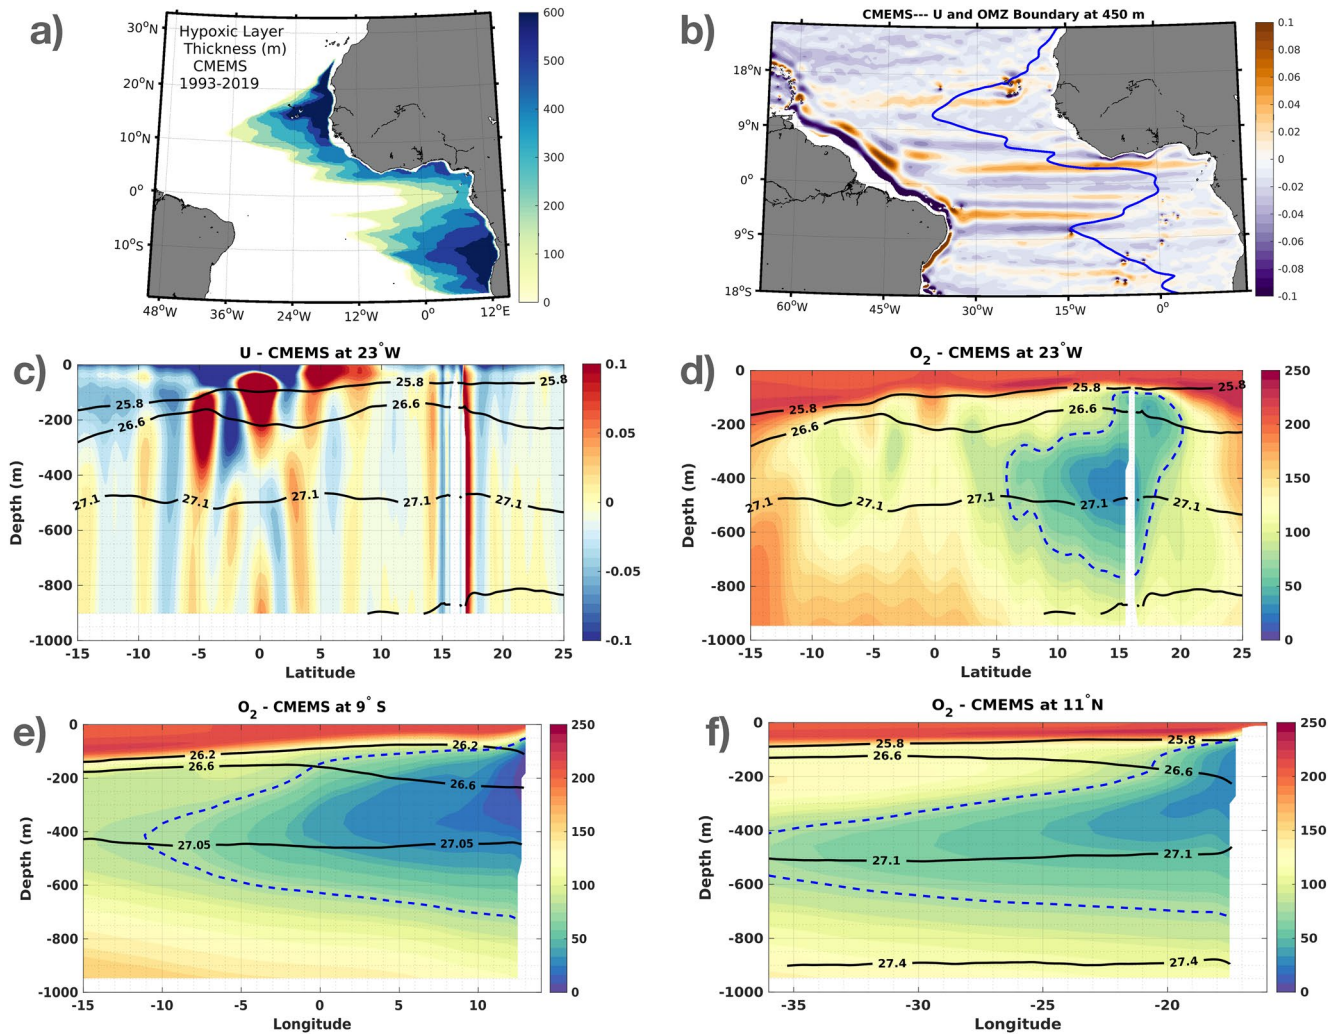 a)
Hypoxic Layer
Thickness (m)
CMEMS
1993-2019
30°N
20°N
10°N
0°
10°S
48°W 36°W 24°W 12°W 0° 12°E
600
500
400
300
200
100
0
b)
CMEMS--- U and OMZ Boundary at 450 m
18°N
9°N
0°
9°S
18°S
60°W 45°W 30°W 15°W 0°
0.1
0.08
0.06
0.04
0.02
0
-0.02
-0.04
-0.06
-0.08
-0.1
c)
U - CMEMS at 23°W
Depth (m)
0
-200
-400
-600
-800
-1000
25.8 25.8 25.8
26.6 26.6
27.1 27.1 27.1 27.1
-15 -10 -5 0 5 10 15 20 25
Latitude
0.1
0.05
0
-0.05
-0.1
d)
O2 - CMEMS at 23°W
Depth (m)
0
-200
-400
-600
-800
-1000
25.8 25.8 25.8
26.6 26.6
27.1 27.1 27.1 27.1
-15 -10 -5 0 5 10 15 20 25
Latitude
250
200
150
100
50
0
e)
O2 - CMEMS at 9°S
Depth (m)
0
-200
-400
-600
-800
-1000
26.2 26.2
26.6 26.6
27.05 27.05
-15 -10 -5 0 5 10
Longitude
250
200
150
100
50
0
f)
O2 - CMEMS at 11°N
Depth (m)
0
-200
-400
-600
-800
-1000
25.8 25.8
26.6 26.6
27.1 27.1
27.4 27.4
-35 -30 -25 -20
Longitude
250
200
150
100
50
0